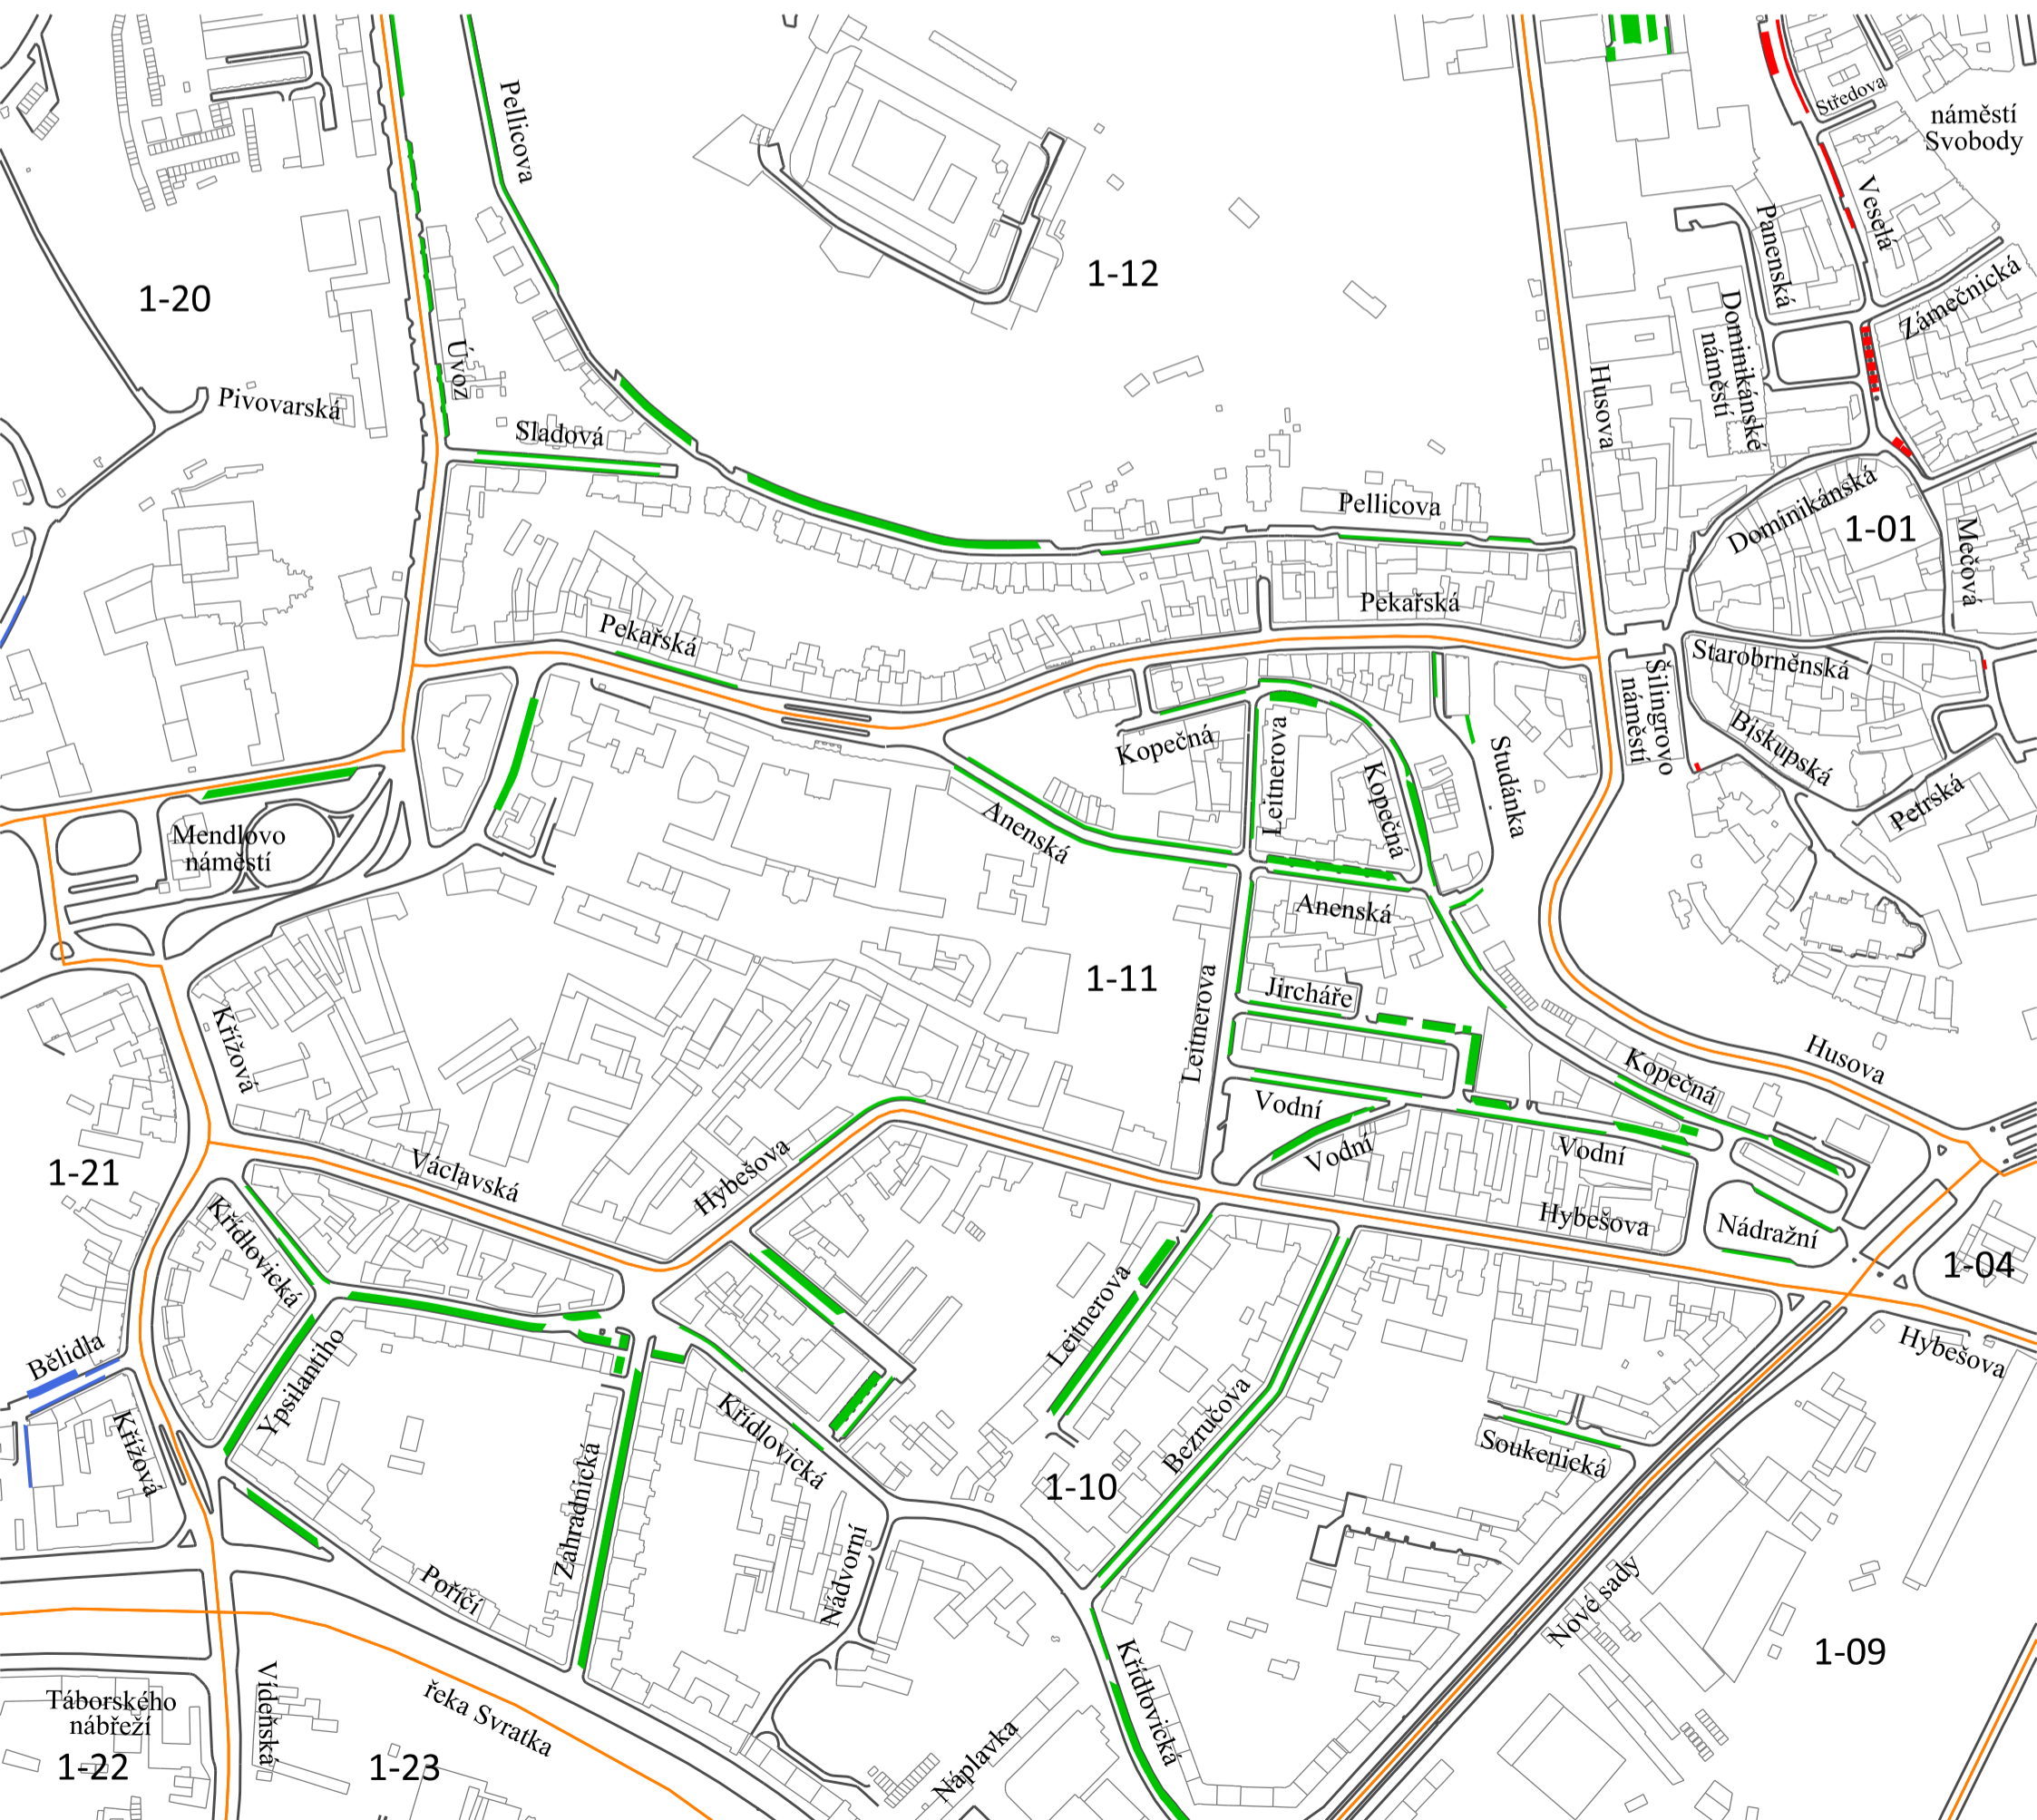 Pellicova
Středova
náměstí
Svobody
Veselá
Panenská
1-12
1-20
Zámečnická
Dominikánské
náměstí
Úvoz
Husova
Pivovarská
Sladová
Pellicova
Dominikánská
1-01
Mečová
Pekařská
Pekařská
Starobrněnská
Šilingrovo
náměstí
Biskupská
Kopečná
Leitnerova
Kopečná
Studánka
Petrská
Anenská
Mendlovo
náměstí
Anenská
1-11
Jircháře
Leitnerova
Křížová
Husova
Kopečná
Vodní
Vodní
Vodní
1-21
Václavská
Hybešova
Hybešova
Nádražní
Křídlovická
1-04
Leitnerova
Hybešova
Bělidla
Ypsilantiho
Křížová
Křídlovická
Bezručova
Soukenická
1-10
Zahradnická
Nádvorní
Poříčí
Nové sady
1-09
Křídlovická
Táborského
nábřeží
Vídeňská
řeka Svratka
Náplavka
1-22
1-23